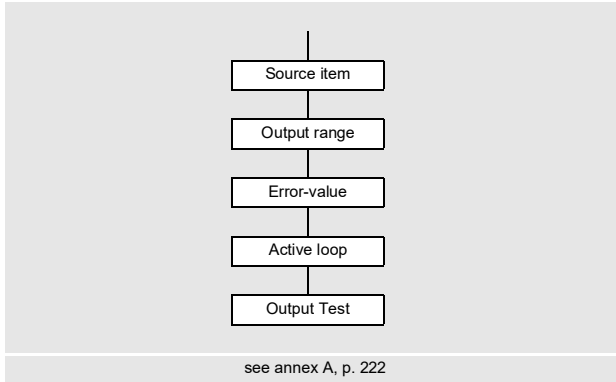 Source item
Output range
Error-value
Active loop
Output Test
see annex A, p. 222